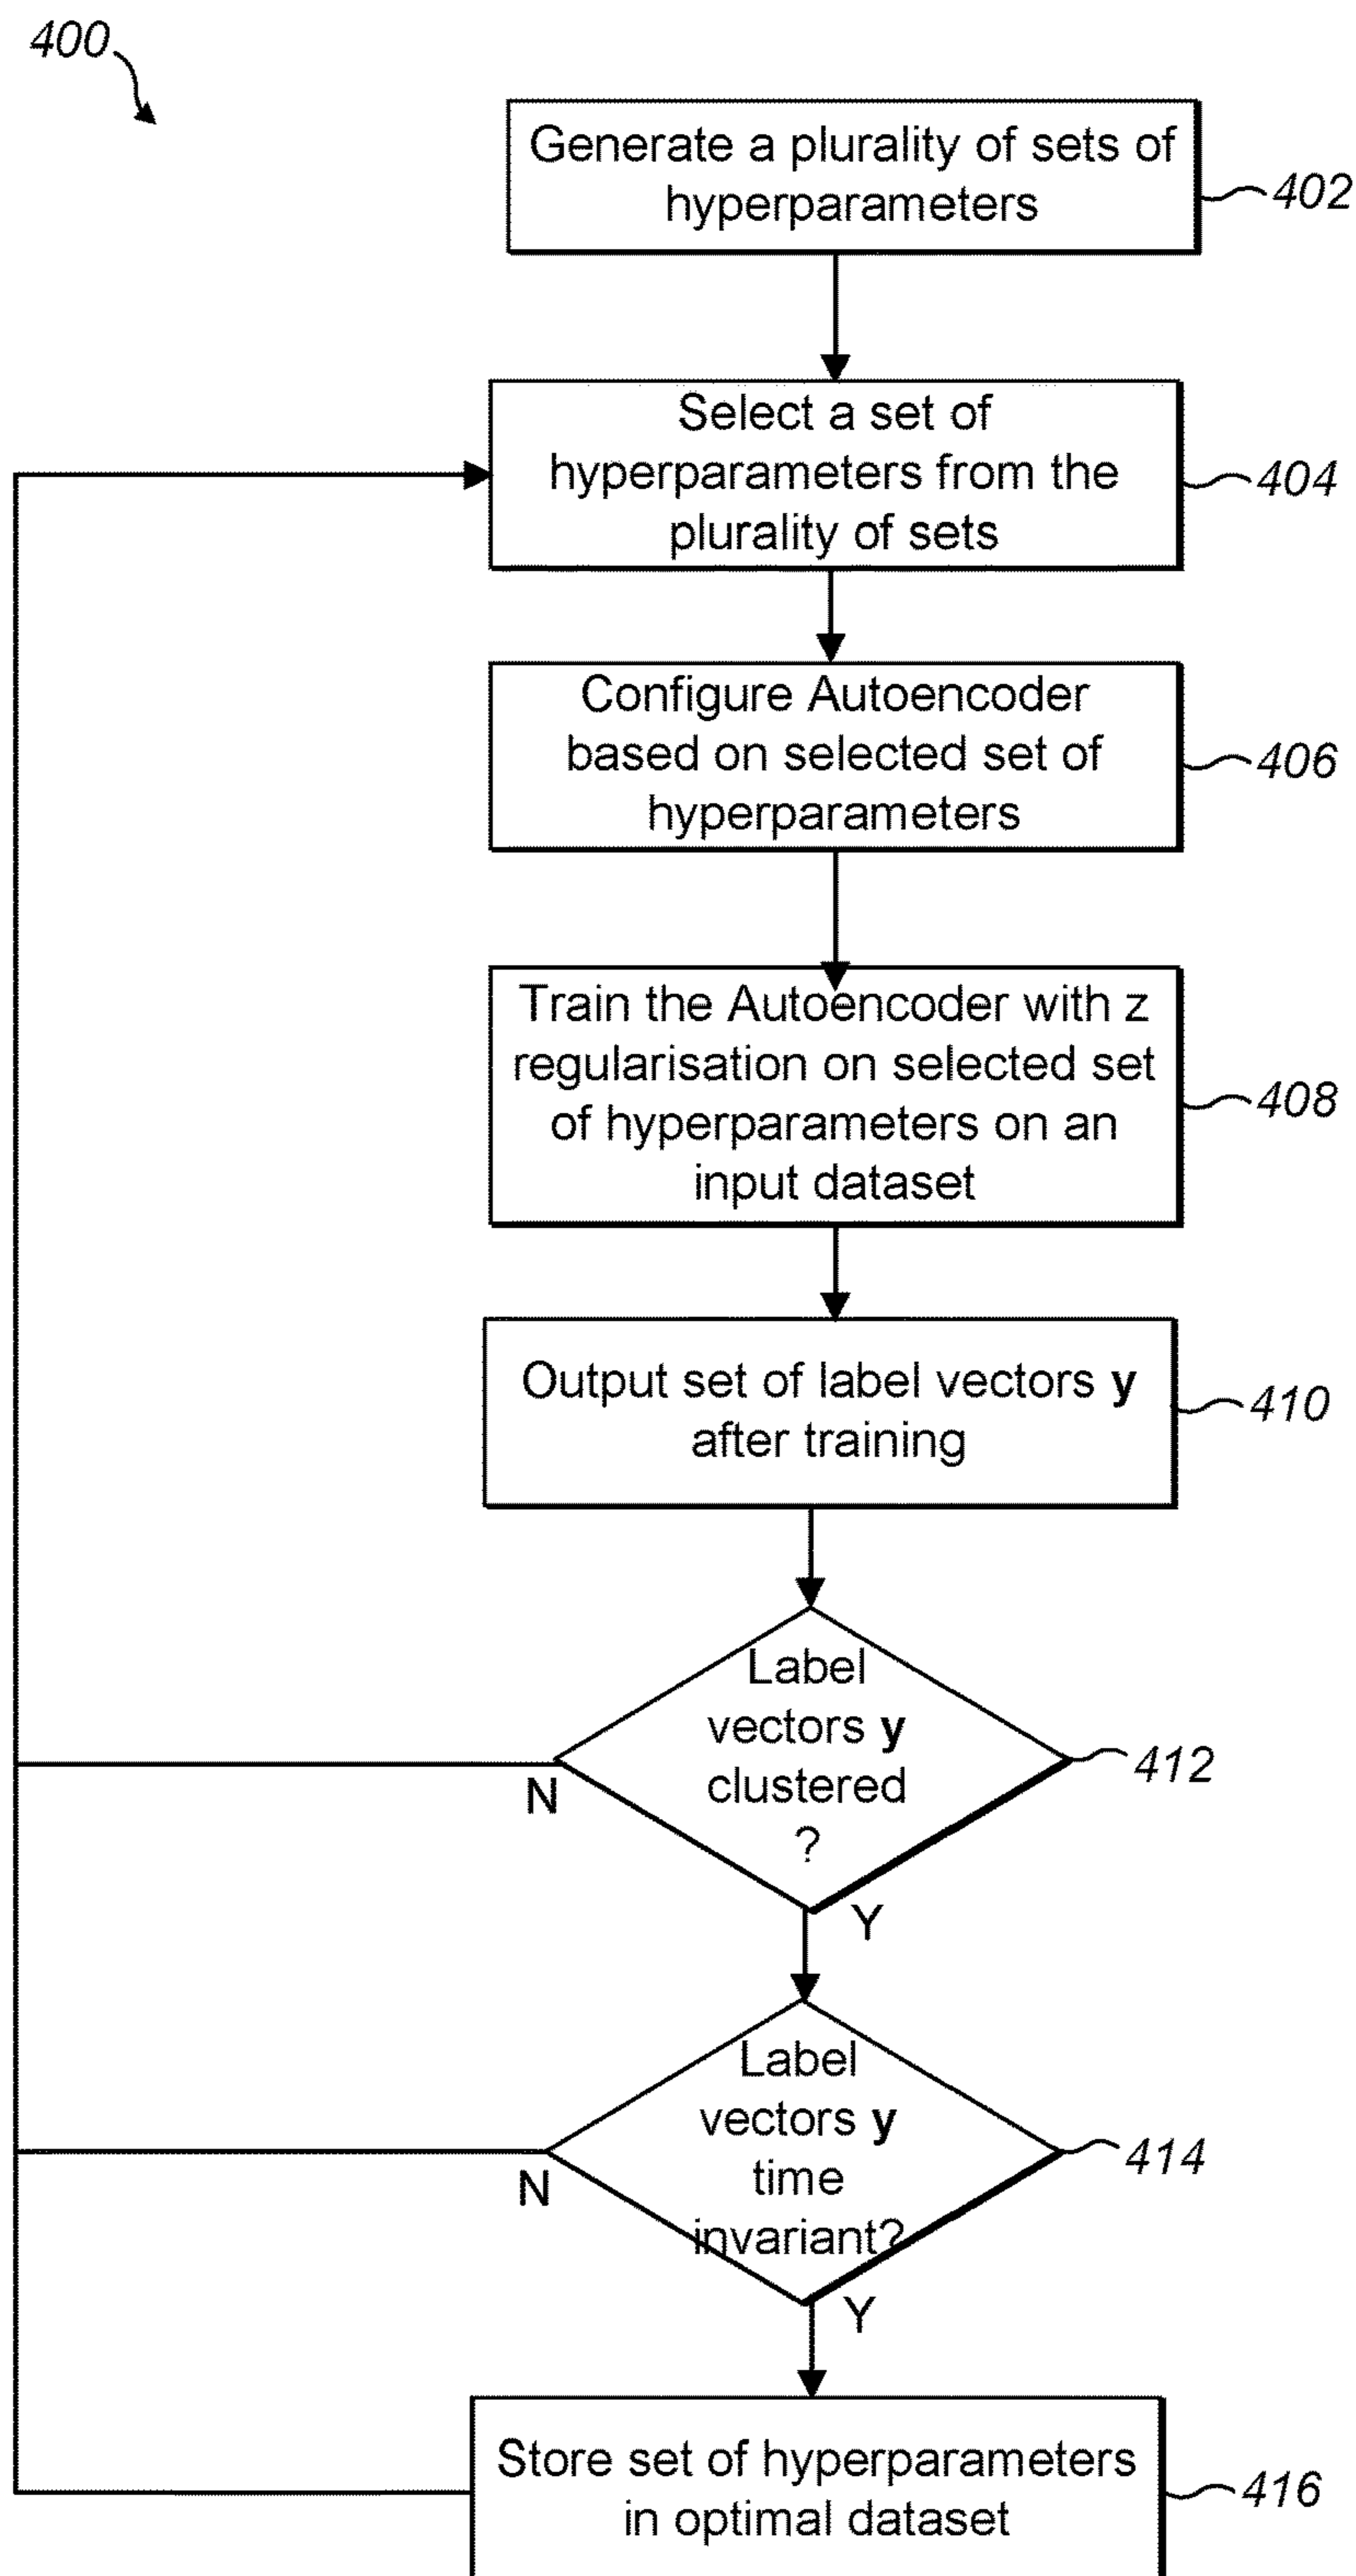 400
Generate a plurality of sets of
hyperparameters
402
Select a set of
hyperparameters from the
plurality of sets
404
Configure Autoencoder
based on selected set of
hyperparameters
406
Train the Autoencoder with z
regularisation on selected set
of hyperparameters on an
input dataset
408
Output set of label vectors y
after training
410
Label
vectors y
clustered
?
412
N
Y
Label
vectors y
time
invariant?
414
N
Y
Store set of hyperparameters
in optimal dataset
416